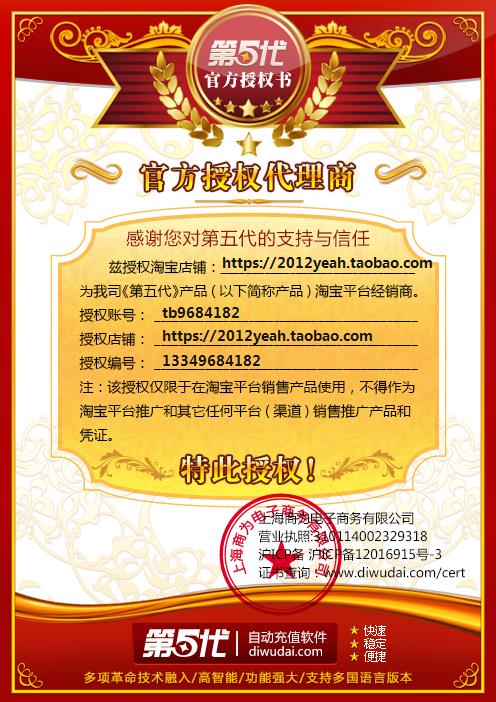 第5代
官方授权书
官方授权代理商
感谢您对第五代的支持与信任
兹授权淘宝店铺：https://2012yeah.taobao.com
为我司《第五代》产品（以下简称产品）淘宝平台经销商。
授权账号： tb9684182
授权店铺： https://2012yeah.taobao.com
授权编号： 13349684182
注：该授权仅限于在淘宝平台销售产品使用，不得作为
淘宝平台推广和其它任何平台（渠道）销售推广产品和
凭证。
特此授权！
上海商为电子商务有限公司
上海商为电子商务有限公司
营业执照:310114002329318
沪ICP备 沪ICP备12016915号-3
证书查询：www.diwudai.com/cert
第5代 自动充值软件
diwudai.com
快速
稳定
便捷
多项革命技术融入/高智能/功能强大/支持多国语言版本